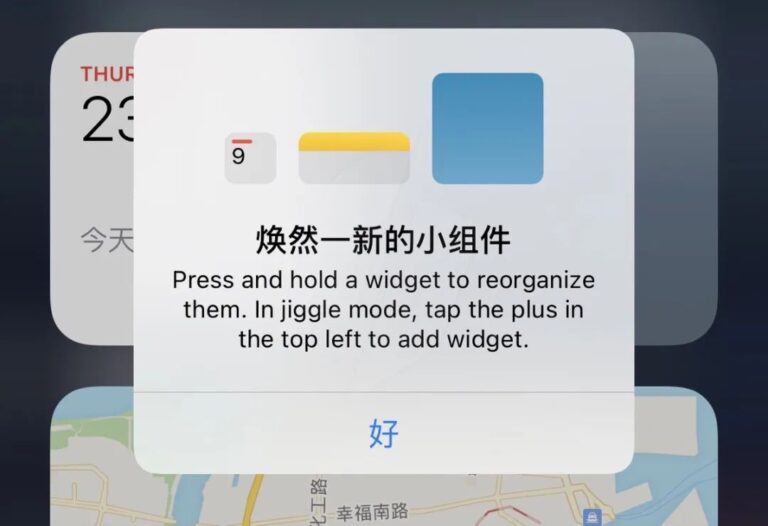 THUR
23
9
今天
焕然一新的小组件
Press and hold a widget to reorganize
them. In jiggle mode, tap the plus in
the top left to add widget.
好
七工路
幸福南路